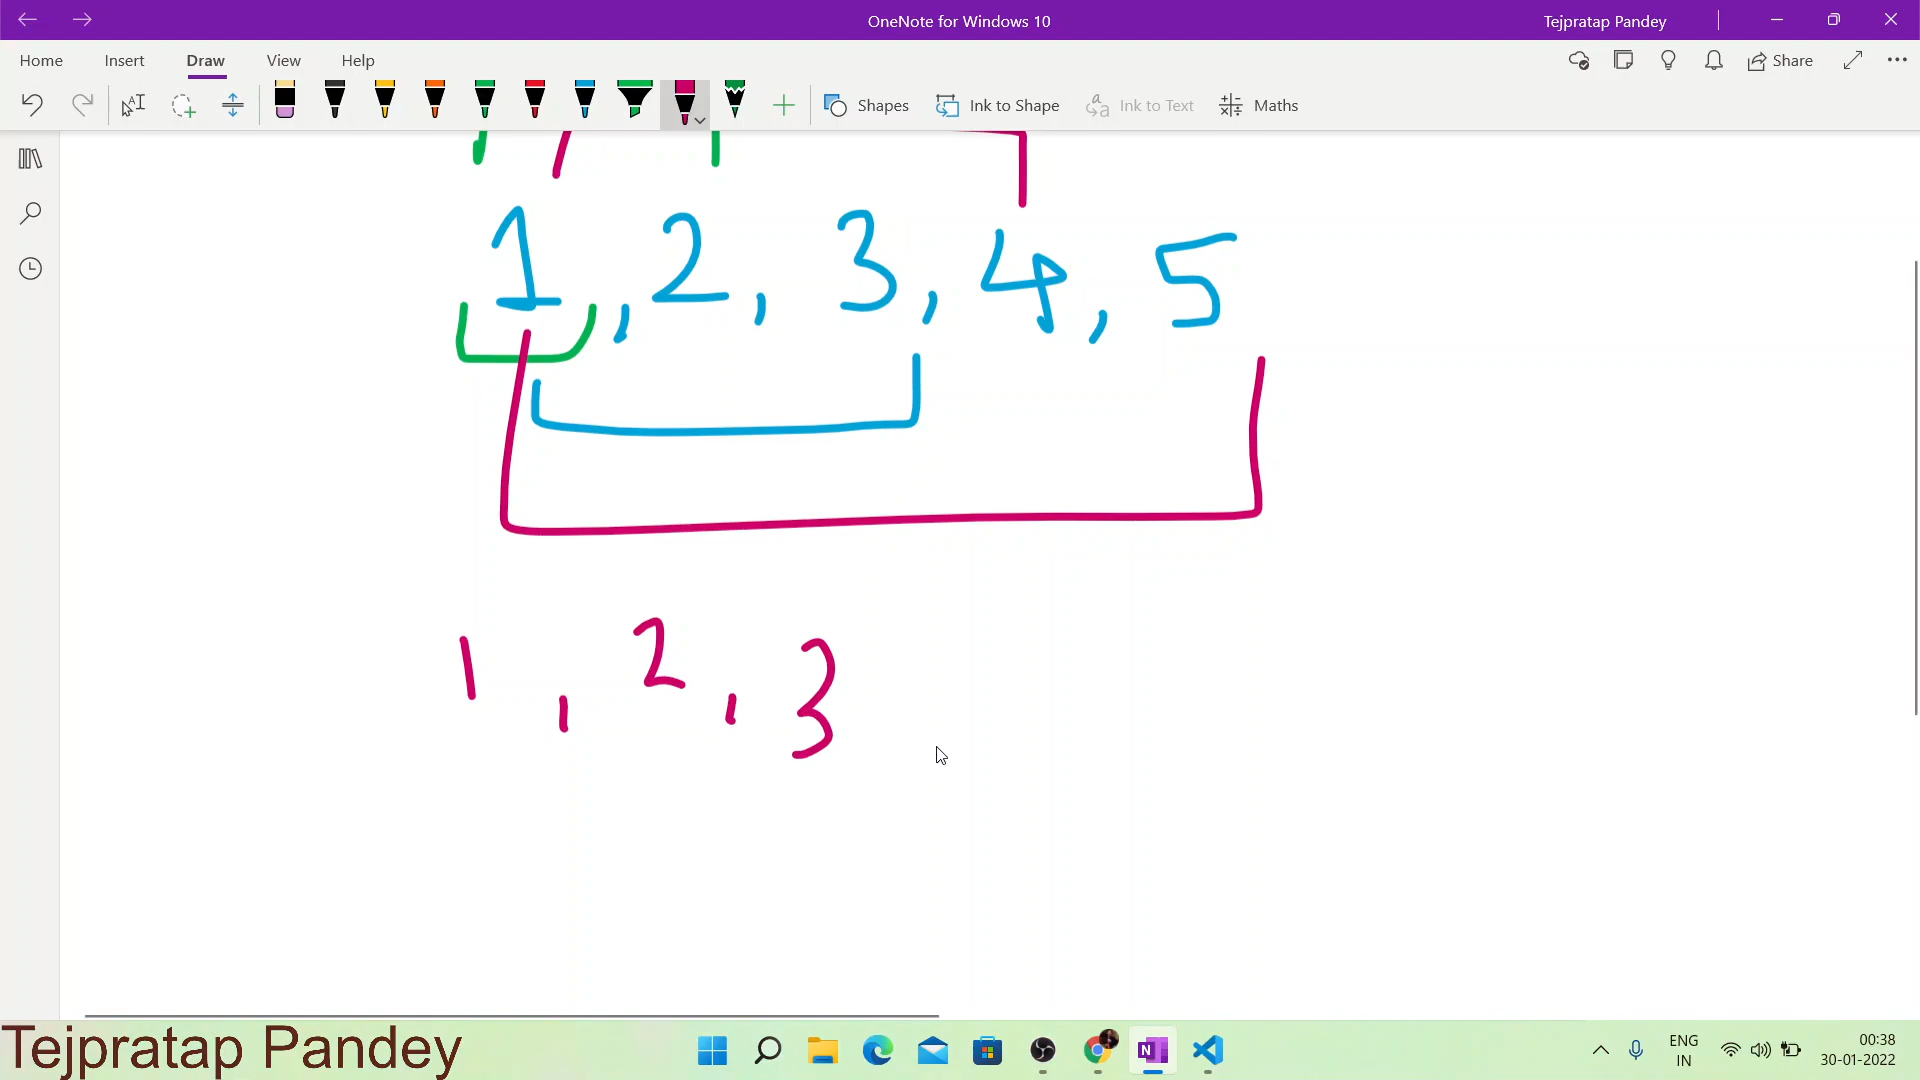 OneNote for Windows 10
Tejpratap Pandey
Home Insert Draw View Help
Share
Shapes Ink to Shape Ink to Text Maths
1,,2,3,4,5
1,2,3
Tejpratap Pandey
ENG
IN
00:38
30-01-2022